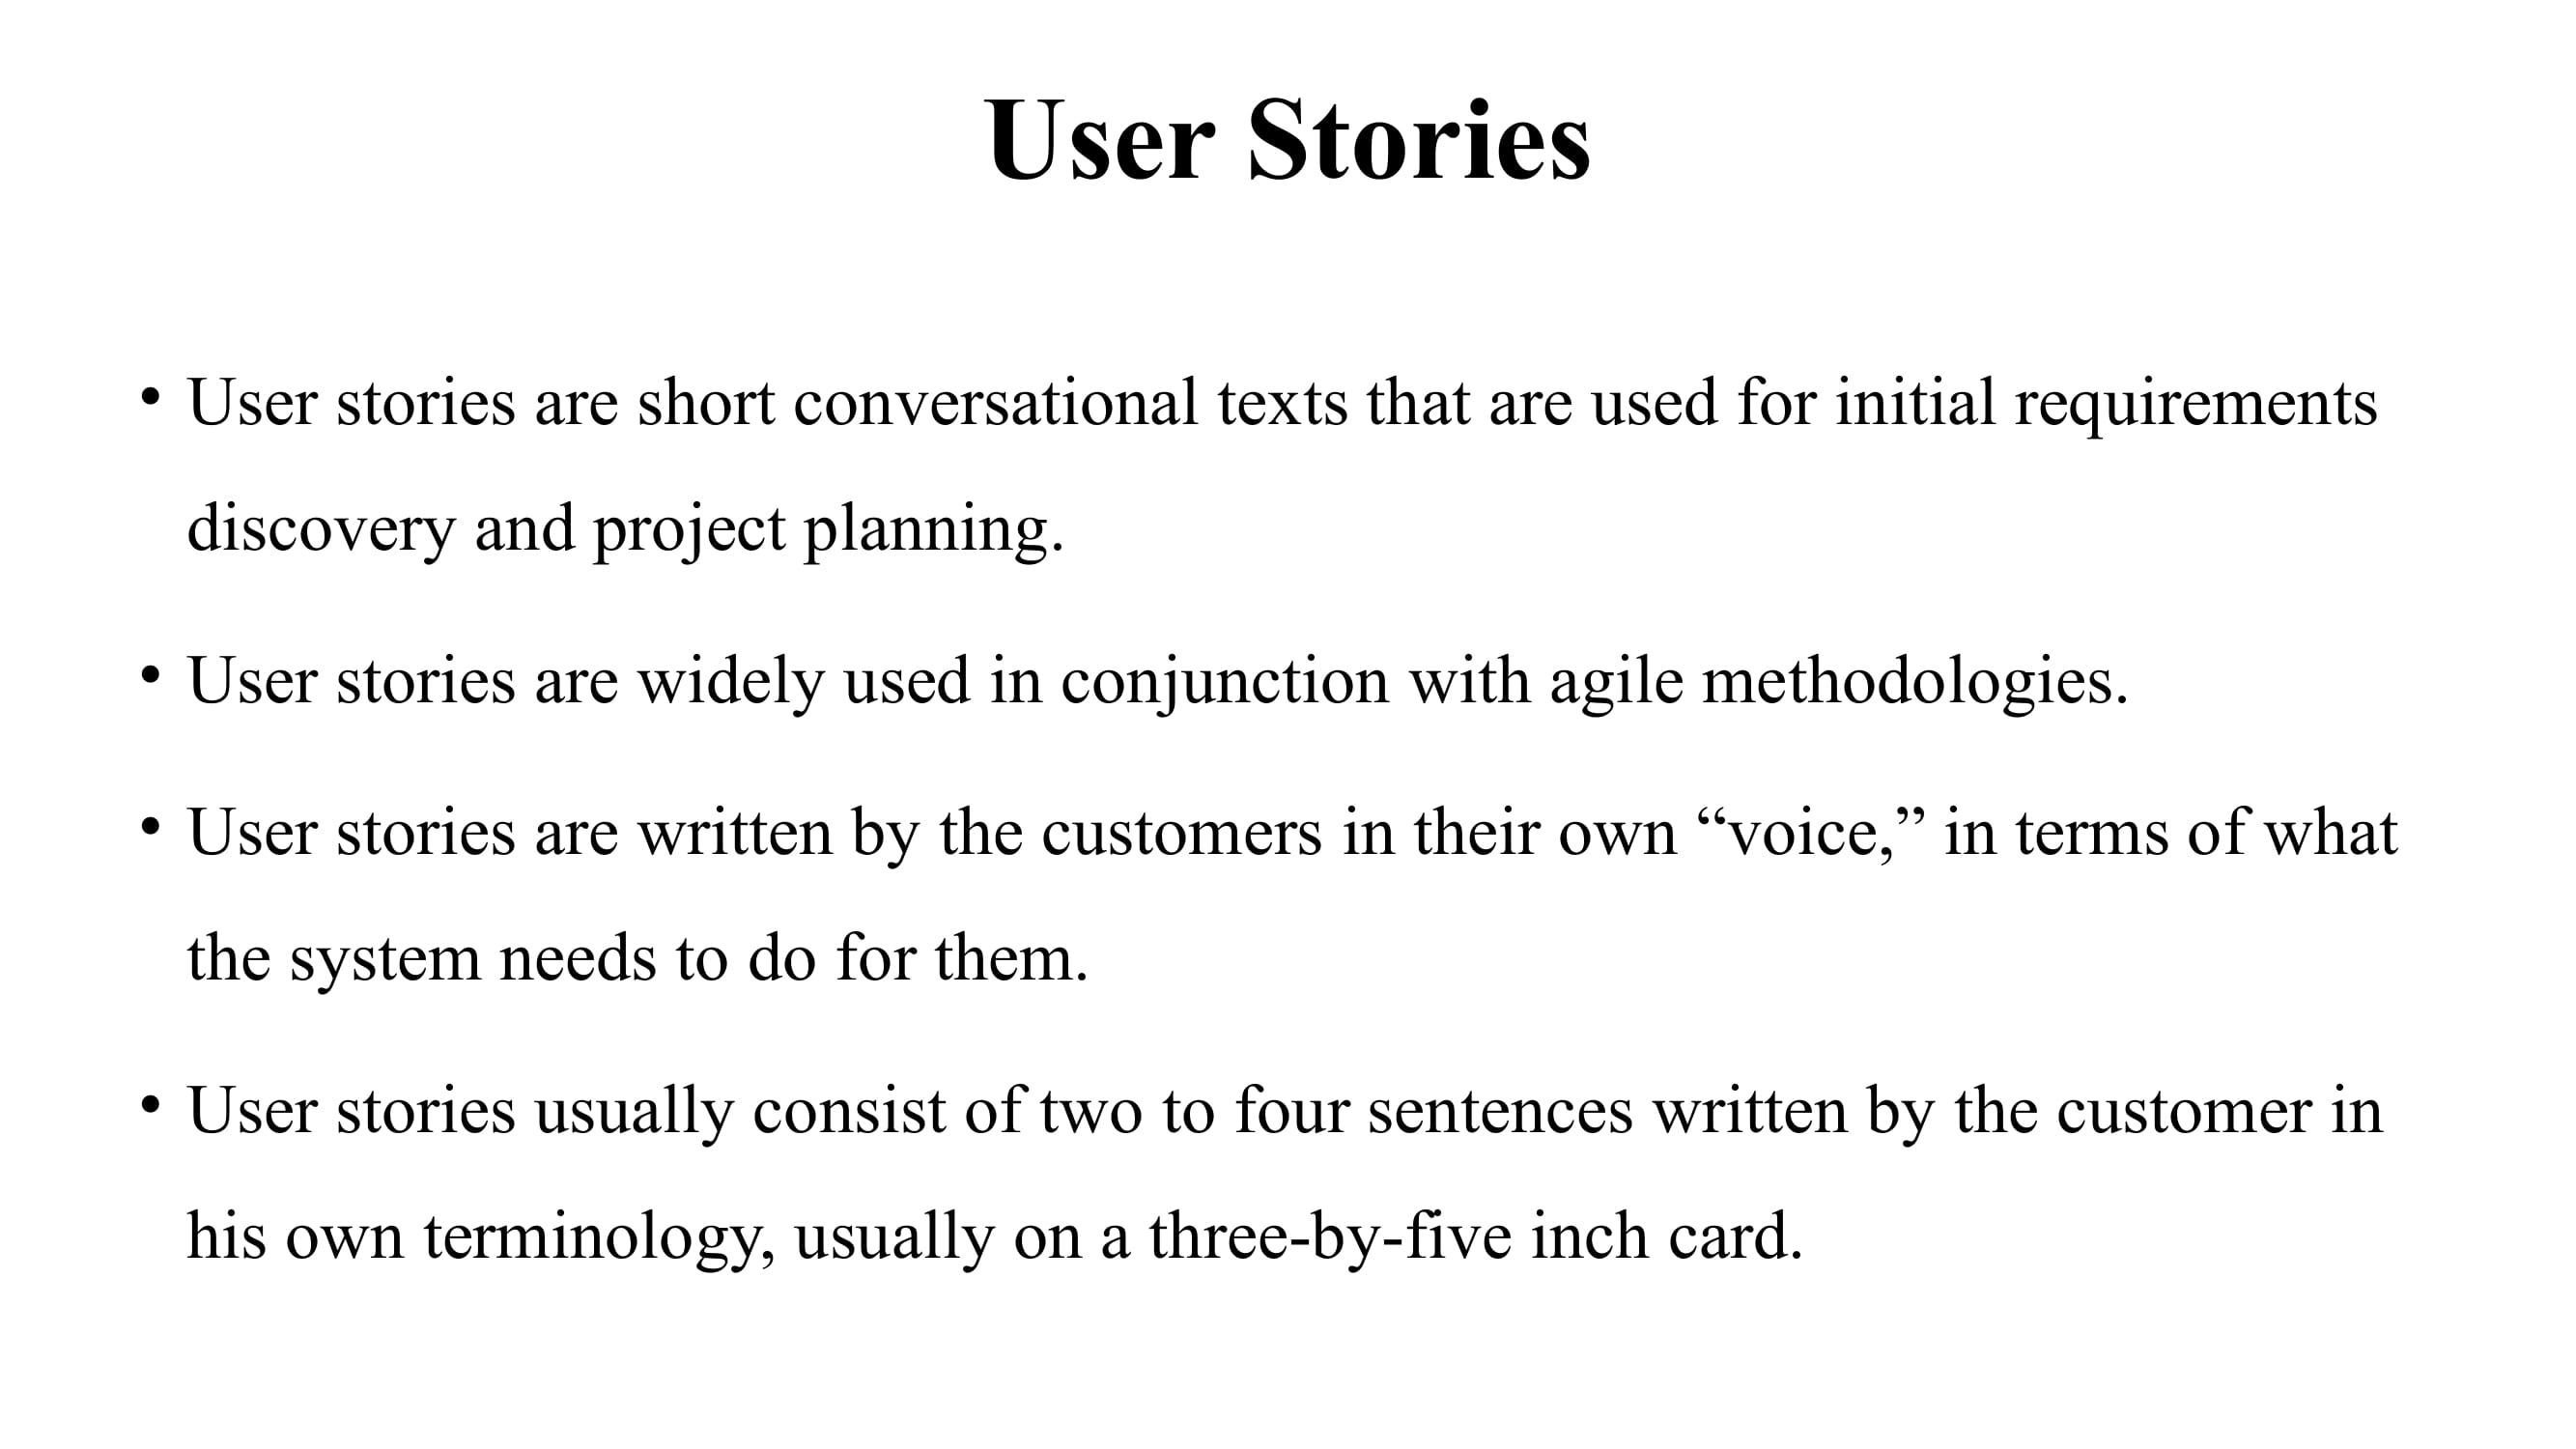 User Stories
• User stories are short conversational texts that are used for initial requirements
discovery and project planning.
• User stories are widely used in conjunction with agile methodologies.
• User stories are written by the customers in their own “voice,” in terms of what
the system needs to do for them.
• User stories usually consist of two to four sentences written by the customer in
his own terminology, usually on a three-by-five inch card.